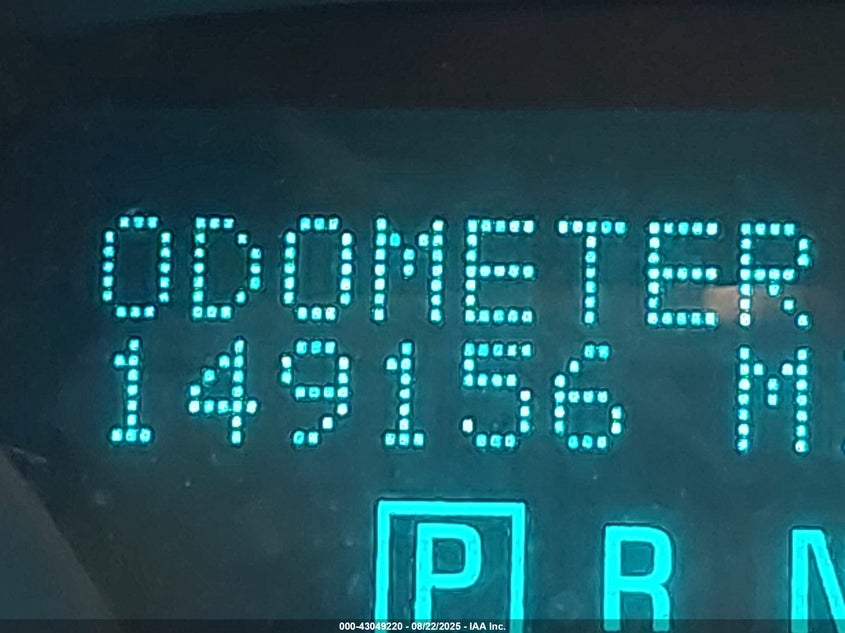 ODOMETER
149156 M
P R N
000-43049220 - 08/22/2025 - IAA Inc.